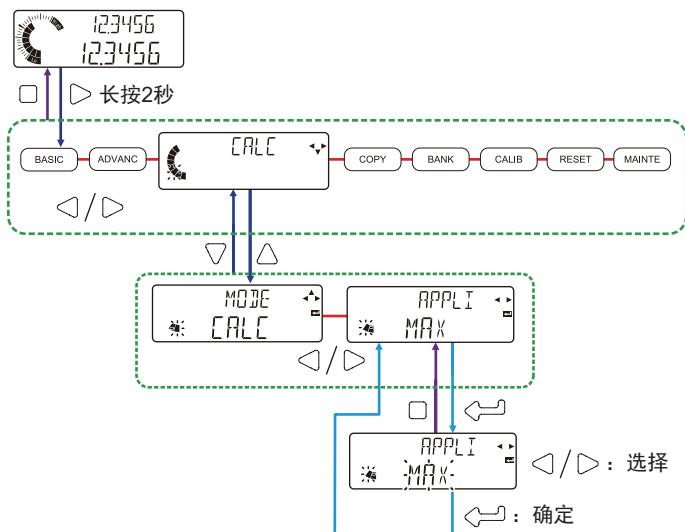 12.3456
12.3456
长按2秒
BASIC ADVANC CALC COPY BANK CALIB RESET MAINTE
/
MODE
CALC
APPLI
MAX
/
APPLI
MAX
/ ：选择
：确定